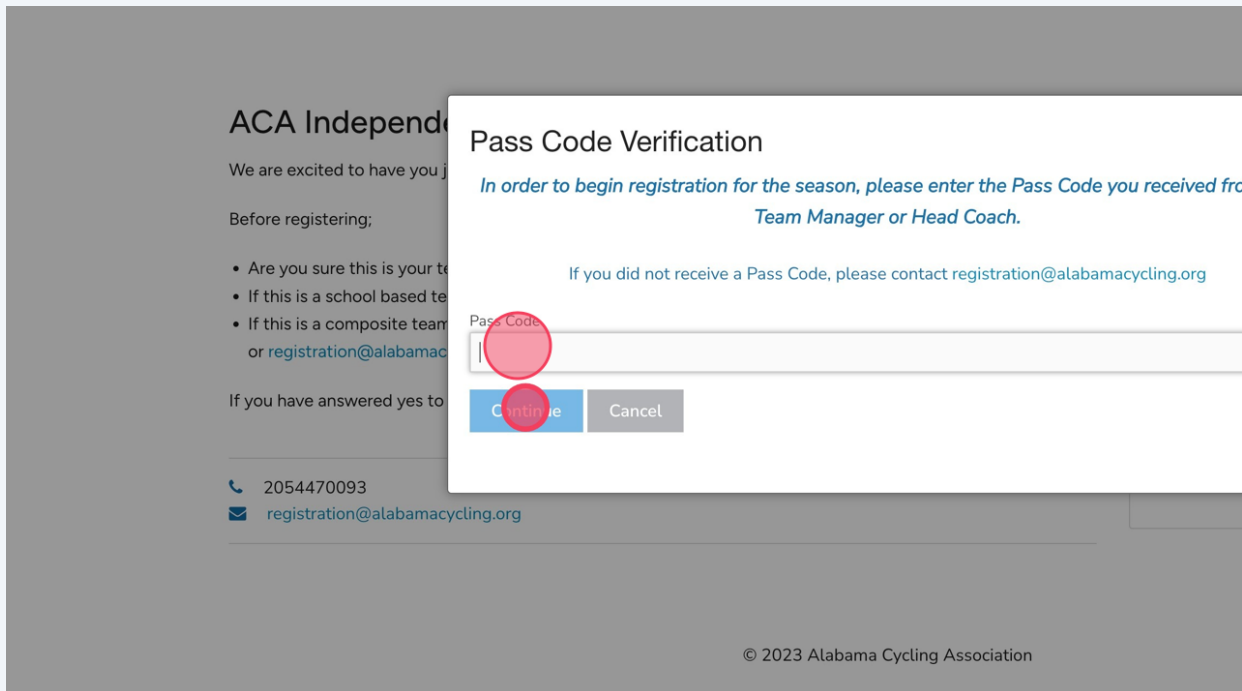 ACA Independe
We are excited to have you j
Before registering;
• Are you sure this is your te
• If this is a school based te
• If this is a composite team
or registration@alabamac
If you have answered yes to
2054470093
registration@alabamacycling.org
Pass Code Verification
In order to begin registration for the season, please enter the Pass Code you received fro
Team Manager or Head Coach.
If you did not receive a Pass Code, please contact registration@alabamacycling.org
Pass Code
Continue
Cancel
© 2023 Alabama Cycling Association